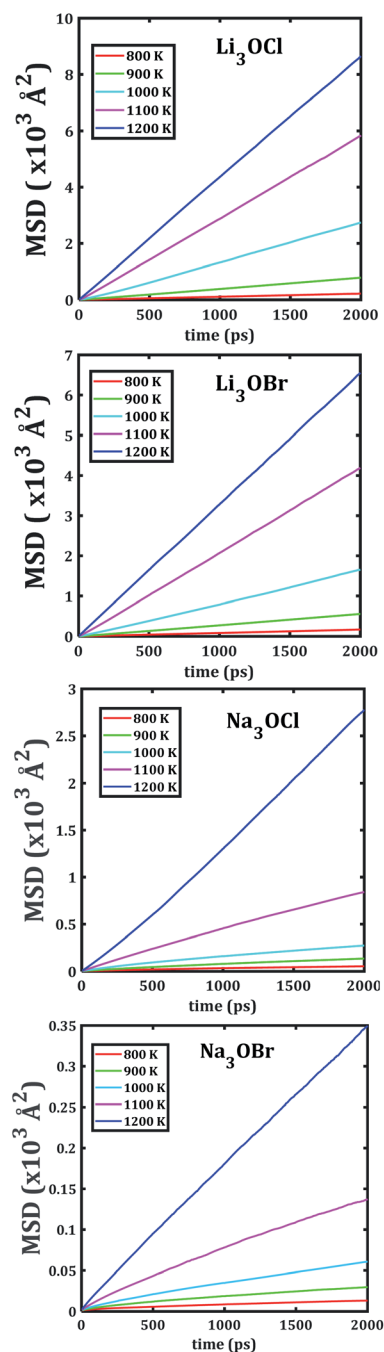 Li₃OCl
800 K
900 K
1000 K
1100 K
1200 K
MSD ( x10³ Å²)
10
8
6
4
2
0
0 500 1000 1500 2000
time (ps)
Li₃OBr
800 K
900 K
1000 K
1100 K
1200 K
MSD ( x10³ Å²)
7
6
5
4
3
2
1
0
0 500 1000 1500 2000
time (ps)
Na₃OCl
800 K
900 K
1000 K
1100 K
1200 K
MSD (x10³ Å²)
3
2.5
2
1.5
1
0.5
0
0 500 1000 1500 2000
time (ps)
Na₃OBr
800 K
900 K
1000 K
1100 K
1200 K
MSD (x10³ Å²)
0.35
0.3
0.25
0.2
0.15
0.1
0.05
0
0 500 1000 1500 2000
time (ps)